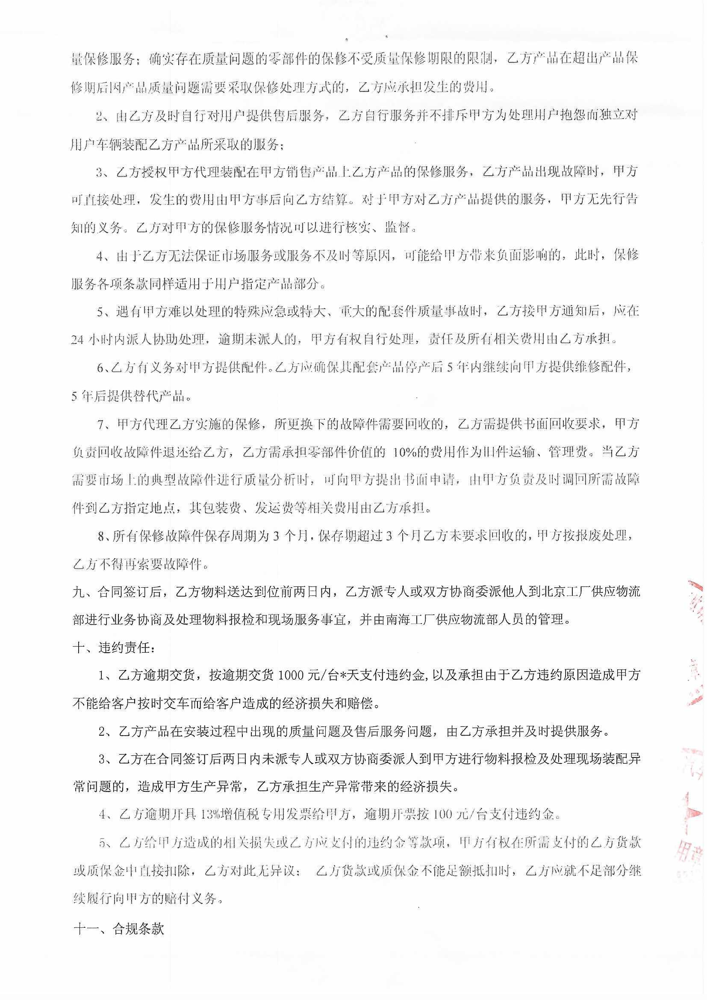 量保修服务；确实存在质量问题的零部件的保修不受质量保修期限的限制，乙方产品在超出产品保
修期后因产品质量问题需要采取保修处理方式的，乙方应承担发生的费用。
2、由乙方及时自行对用户提供售后服务，乙方自行服务并不排斥甲方为处理用户抱怨而独立对
用户车辆装配乙方产品所采取的服务；
3、乙方授权甲方代理装配在甲方销售产品上乙方产品的保修服务，乙方产品出现故障时，甲方
可直接处理，发生的费用由甲方事后向乙方结算。对于甲方对乙方产品提供的服务，甲方无先行告
知的义务。乙方对甲方的保修服务情况可以进行核实、监督。
4、由于乙方无法保证市场服务或服务不及时等原因，可能给甲方带来负面影响的，此时，保修
服务各项条款同样适用于用户指定产品部分。
5、遇有甲方难以处理的特殊应急或特大、重大的配套件质量事故时，乙方接甲方通知后，应在
24 小时内派人协助处理，逾期未派人的，甲方有权自行处理，责任及所有相关费用由乙方承担。
6、乙方有义务对甲方提供配件。乙方应确保其配套产品停产后 5 年内继续向甲方提供维修配件，
5 年后提供替代产品。
7、甲方代理乙方实施的保修，所更换下的故障件需要回收的，乙方需提供书面回收要求，甲方
负责回收故障件退还给乙方，乙方需承担零部件价值的 10%的费用作为旧件运输、管理费。当乙方
需要市场上的典型故障件进行质量分析时，可向甲方提出书面申请，由甲方负责及时调回所需故障
件到乙方指定地点，其包装费、发运费等相关费用由乙方承担。
8、所有保修故障件保存周期为 3 个月，保存期超过 3 个月乙方未要求回收的，甲方按报废处理，
乙方不得再索要故障件。
九、合同签订后，乙方物料送达到位前两日内，乙方派专人或双方协商委派他人到北京工厂供应物流
部进行业务协商及处理物料报检和现场服务事宜，并由南海工厂供应物流部人员的管理。
十、违约责任：
1、乙方逾期交货，按逾期交货 1000 元/台*天支付违约金,以及承担由于乙方违约原因造成甲方
不能给客户按时交车而给客户造成的经济损失和赔偿。
2、乙方产品在安装过程中出现的质量问题及售后服务问题，由乙方承担并及时提供服务。
3、乙方在合同签订后两日内未派专人或双方协商委派人到甲方进行物料报检及处理现场装配异
常问题的，造成甲方生产异常，乙方承担生产异常带来的经济损失。
4、乙方逾期开具 13%增值税专用发票给甲方，逾期开票按 100 元/台支付违约金。
5、乙方给甲方造成的相关损失或乙方应支付的违约金等款项，甲方有权在所需支付的乙方货款
或质保金中直接扣除，乙方对此无异议； 乙方货款或质保金不能足额抵扣时，乙方应就不足部分继
续履行向甲方的赔付义务。
十一、合规条款
用章